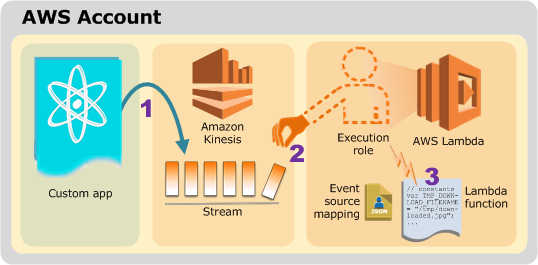 AWS Account
1
Custom app
Amazon
Kinesis
Stream
2
Execution
role
AWS Lambda
3
Event
source
mapping
JSON
// constants
var TMP_DOWN-
LOAD_FILENAME
= "/tmp/down-
loaded.jpg");
...
Lambda
function